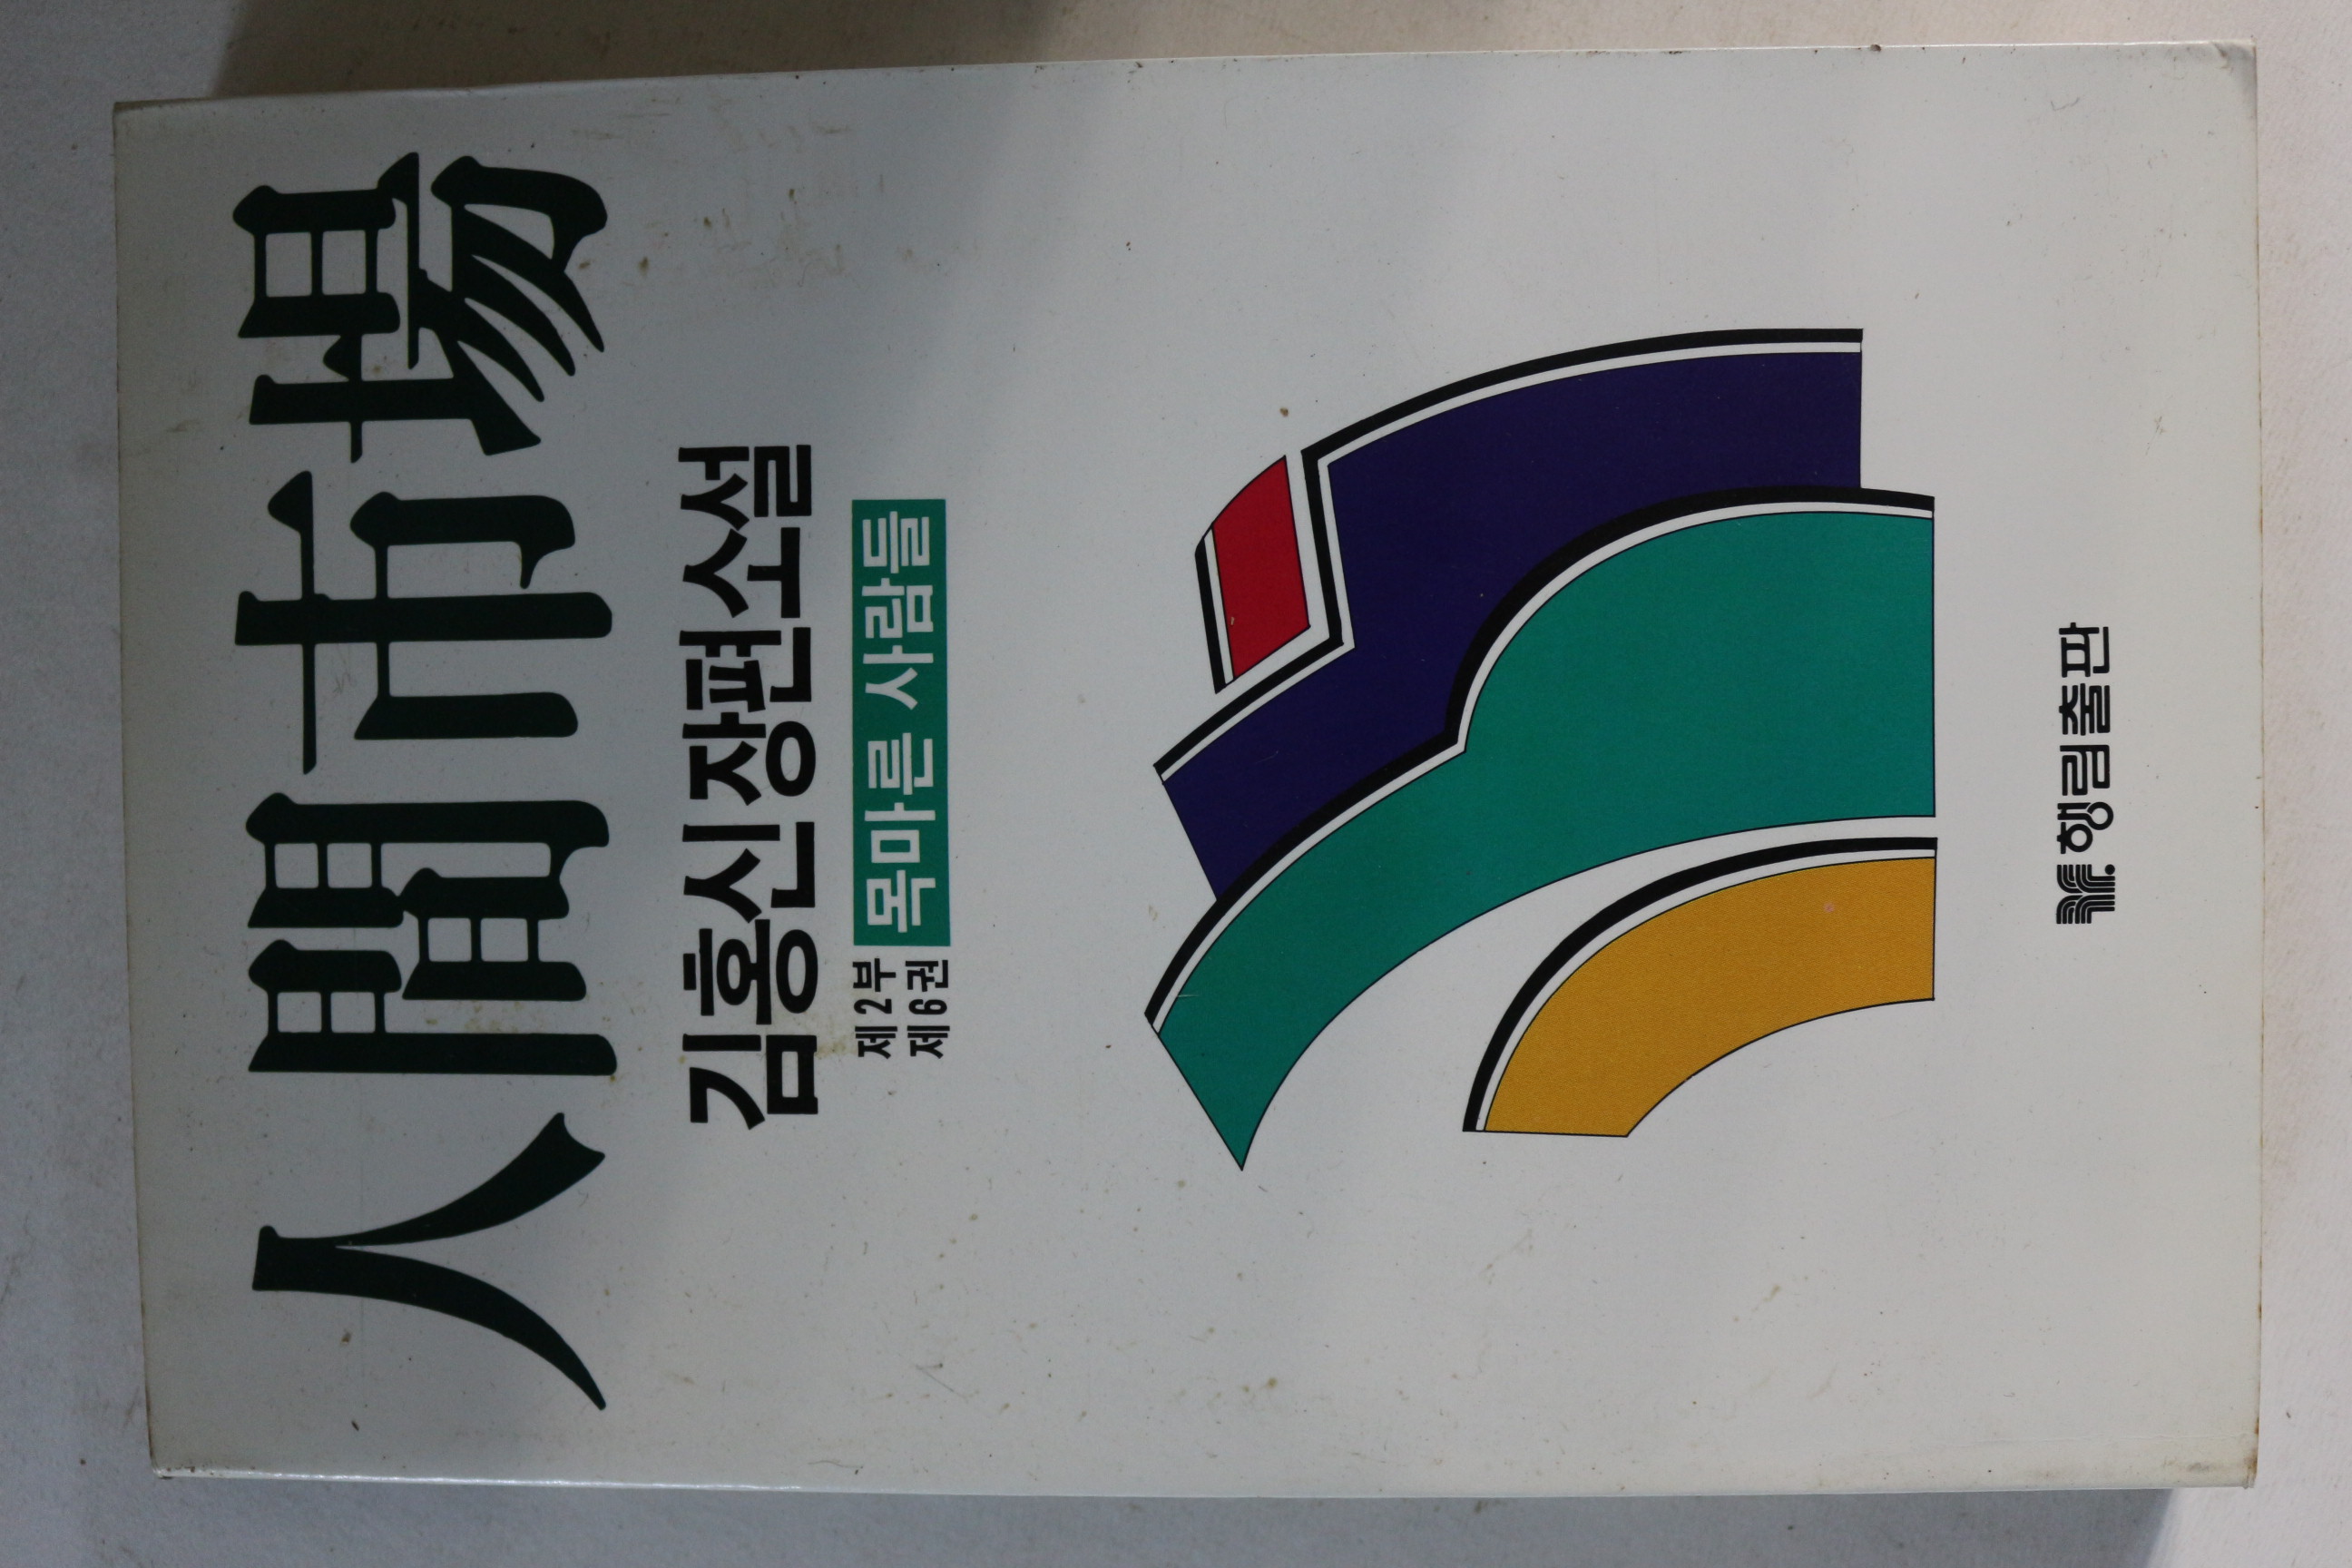 人間市場
김홍신장편소설
제2부
제6권
목마른 사람들
행림출판